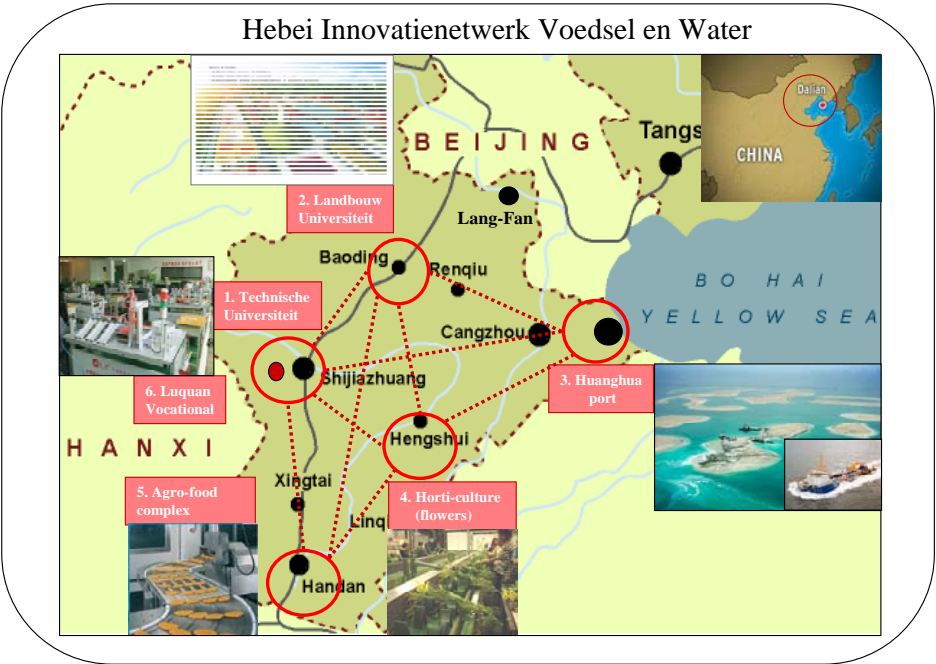 Hebei Innovatienetwerk Voedsel en Water
Dalian
CHINA
BEIJING
Tangs
2. Landbouw
Universiteit
Lang-Fan
Baoding
Renqiu
BO HAI
YELLOW SEA
1. Technische
Universiteit
Cangzhou
Shijiazhuang
3. Huanghua
port
6. Luquan
Vocational
HANXI
Hengshui
Xingtai
5. Agro-food
complex
4. Horti-culture
(flowers)
Linqi
Handan